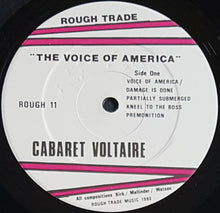 ROUGH TRADE
"THE VOICE OF AMERICA"
Side One
VOICE OF AMERICA/
DAMAGE IS DONE
PARTIALLY SUBMERGED
KNEEL TO THE BOSS
PREMONITION
ROUGH 11
CABARET VOLTAIRE
All compositions Kirk / Mallinder / Watson
ROUGH TRADE MUSIC 1980